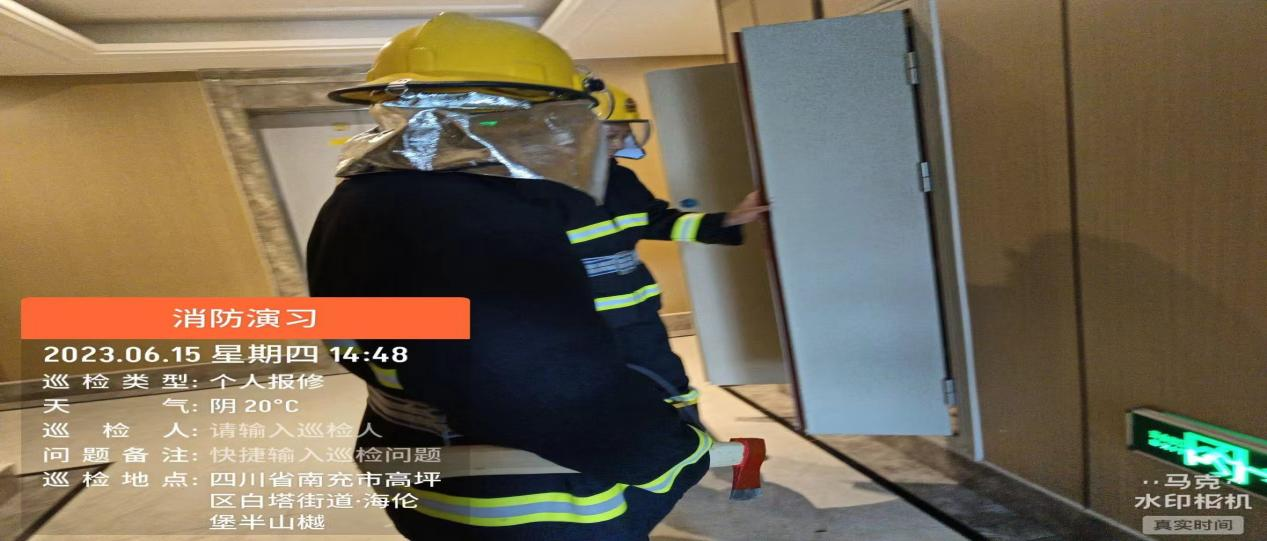 消防演习
2023.06.15 星期四 14:48
巡检类型: 个人报修
天气: 阴 20°C
巡检人: 请输入巡检人
问题备注: 快捷输入巡检问题
巡检地点: 四川省南充市高坪
区白塔街道·海伦
堡半山樾
马克
水印相机
真实时间